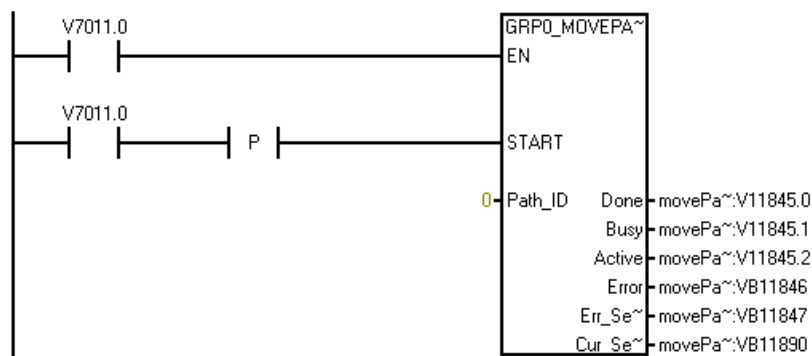 V7011.0
GRP0_MOVEPA~
EN
V7011.0
P
START
0 Path_ID Done movePa~:V11845.0
Busy movePa~:V11845.1
Active movePa~:V11845.2
Error movePa~:VB11846
Err_Se~ movePa~:VB11847
Cur_Se~ movePa~:VB11890